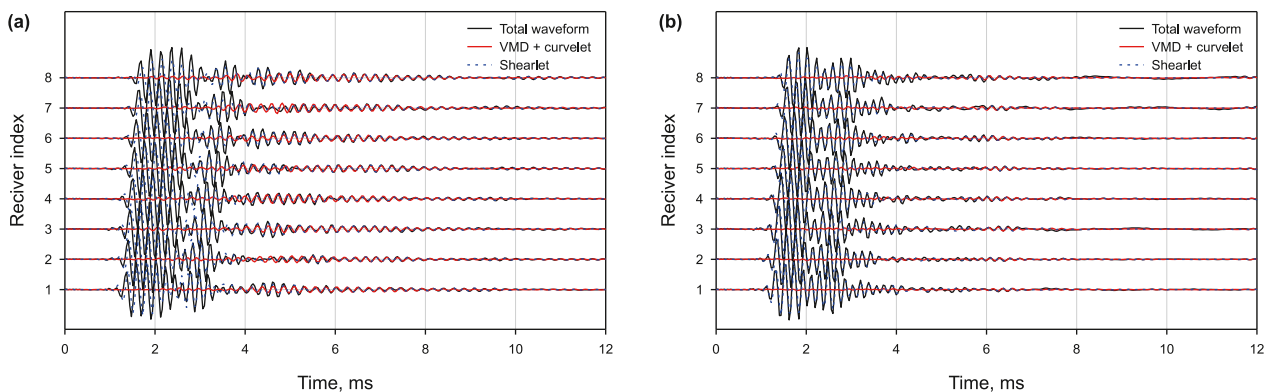 (a)
Total waveform
VMD + curvelet
Shearlet
Reciver index
8
7
6
5
4
3
2
1
0 2 4 6 8 10 12
Time, ms
(b)
Total waveform
VMD + curvelet
Shearlet
Reciver index
8
7
6
5
4
3
2
1
0 2 4 6 8 10 12
Time, ms